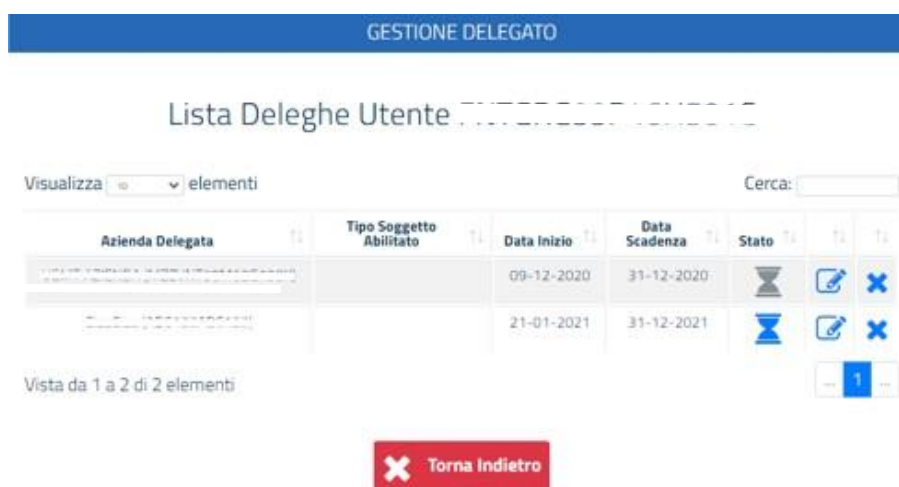 GESTIONE DELEGATO
Lista Deleghe Utente
Visualizza 10 elementi
Cerca:
Azienda Delegata
Tipo Soggetto Abilitato
Data Inizio
Data Scadenza
Stato
09-12-2020 31-12-2020
21-01-2021 31-12-2021
Vista da 1 a 2 di 2 elementi
... 1 ...
Torna Indietro